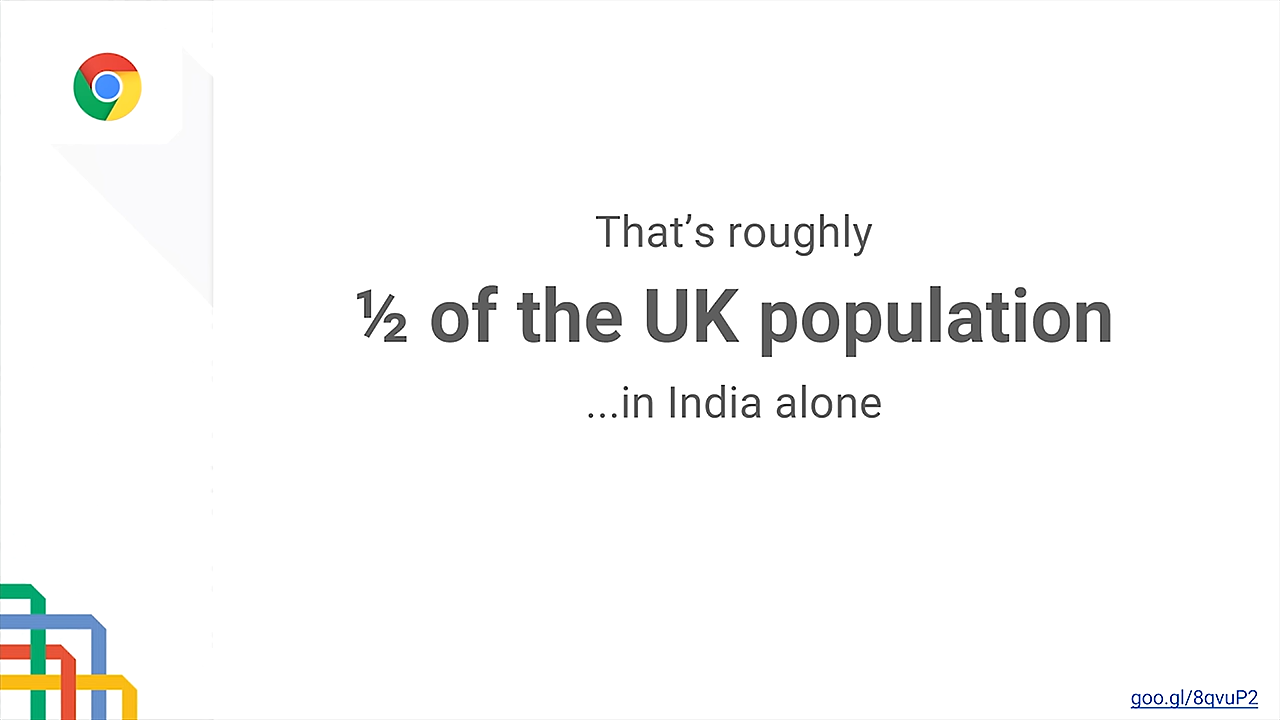 That’s roughly
½ of the UK population
...in India alone
goo.gl/8qvuP2